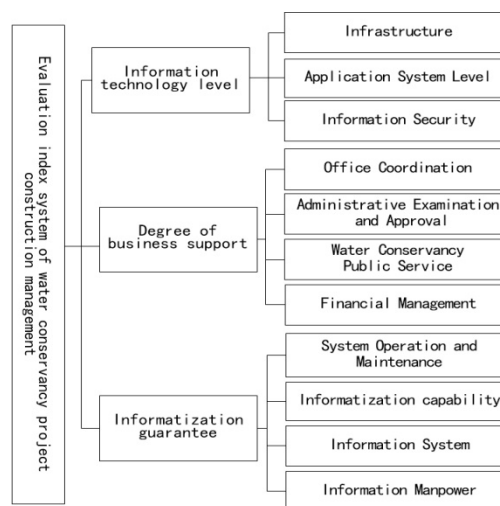 Evaluation index system of water conservancy project
construction management
Information
technology level
Infrastructure
Application System Level
Information Security
Degree of
business support
Office Coordination
Administrative Examination
and Approval
Water Conservancy
Public Service
Financial Management
Informatization
guarantee
System Operation and
Maintenance
Informatization capability
Information System
Information Manpower